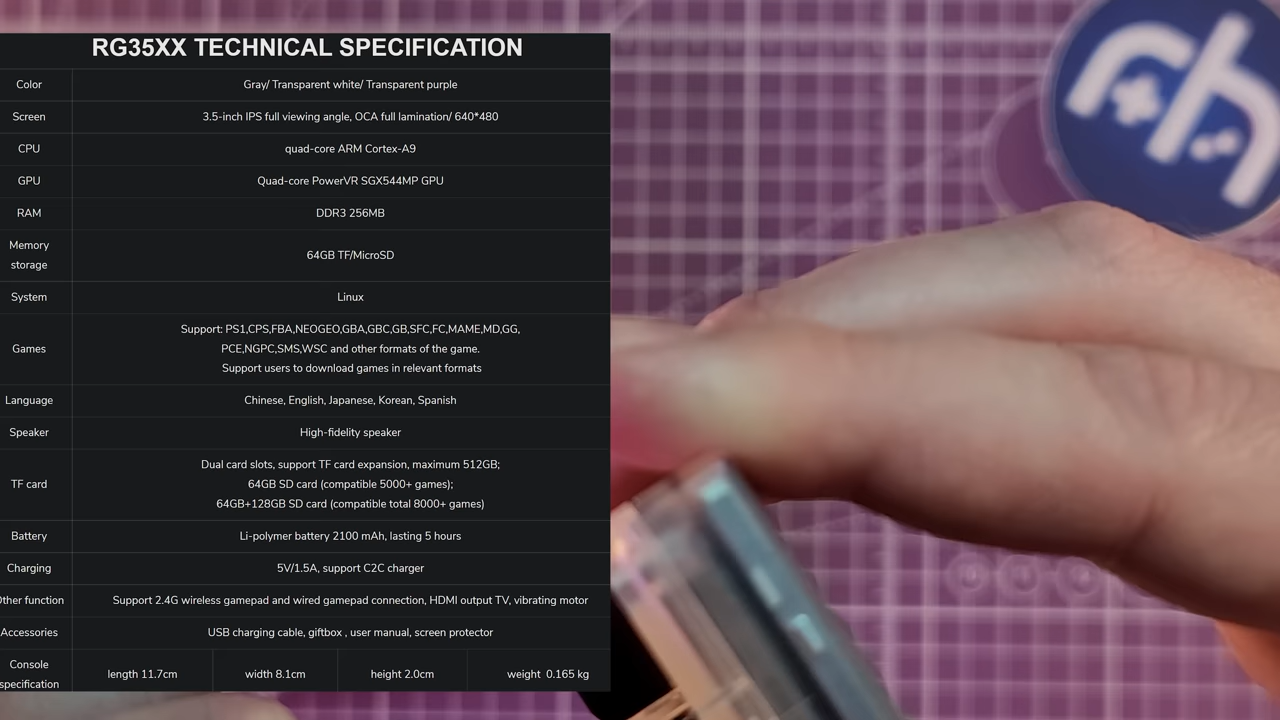 RG35XX TECHNICAL SPECIFICATION
Color Gray/ Transparent white/ Transparent purple
Screen 3.5-inch IPS full viewing angle, OCA full lamination/ 640*480
CPU quad-core ARM Cortex-A9
GPU Quad-core PowerVR SGX544MP GPU
RAM DDR3 256MB
Memory
storage
64GB TF/MicroSD
System Linux
Games
Support: PS1,CPS,FBA,NEOGEO,GBA,GBC,GB,SFC,FC,MAME,MD,GG,
PCE,NGPC,SMS,WSC and other formats of the game.
Support users to download games in relevant formats
Language Chinese, English, Japanese, Korean, Spanish
Speaker High-fidelity speaker
TF card
Dual card slots, support TF card expansion, maximum 512GB;
64GB SD card (compatible 5000+ games);
64GB+128GB SD card (compatible total 8000+ games)
Battery Li-polymer battery 2100 mAh, lasting 5 hours
Charging 5V/1.5A, support C2C charger
Other function Support 2.4G wireless gamepad and wired gamepad connection, HDMI output TV, vibrating motor
Accessories USB charging cable, giftbox , user manual, screen protector
Console
specification
length 11.7cm width 8.1cm height 2.0cm weight 0.165 kg
rh